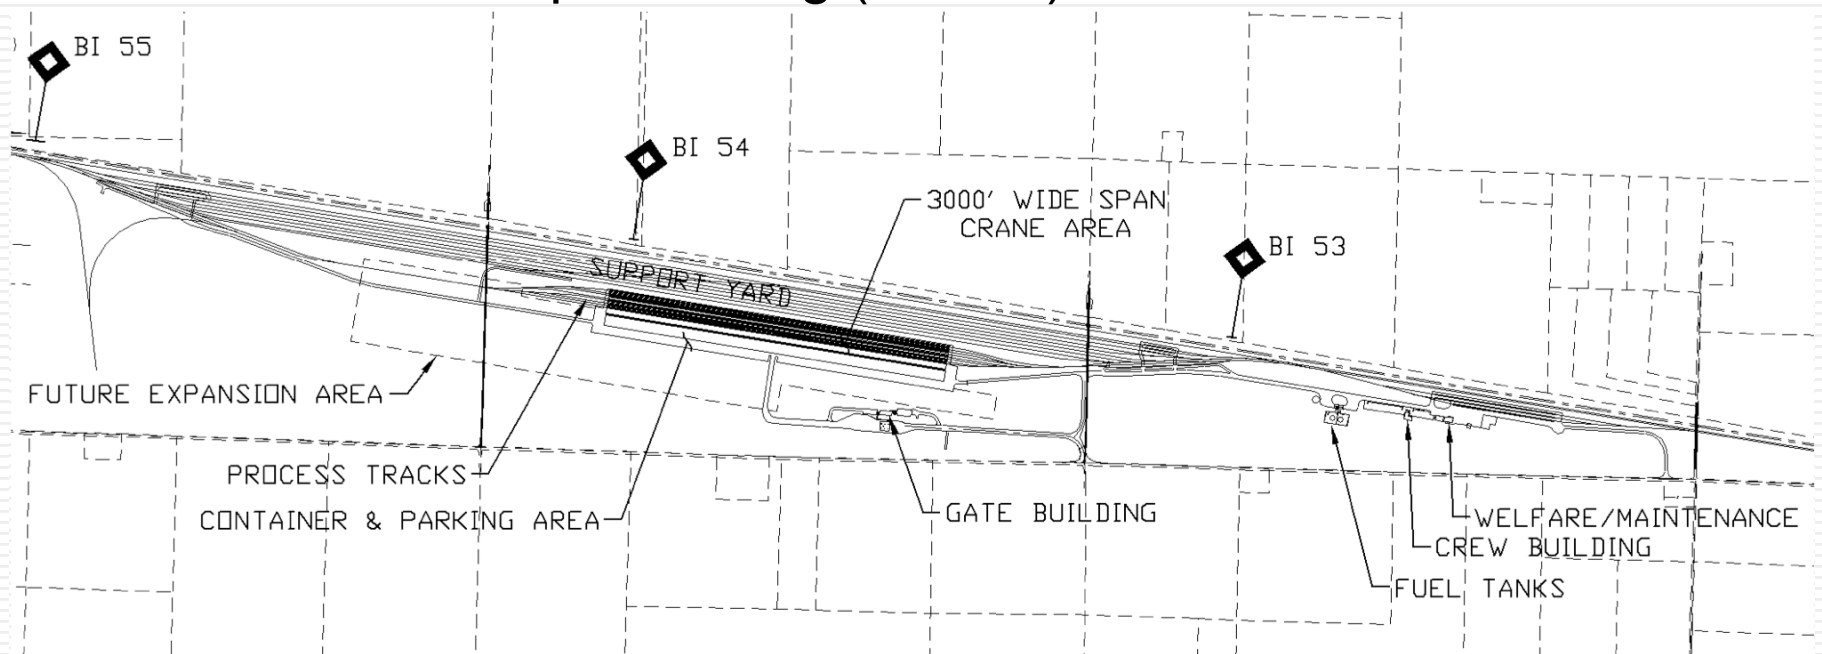 BI 55
BI 54
3000' WIDE SPAN
CRANE AREA
BI 53
SUPPORT YARD
FUTURE EXPANSION AREA
PROCESS TRACKS
CONTAINER & PARKING AREA
GATE BUILDING
WELFARE/MAINTENANCE
CREW BUILDING
FUEL TANKS